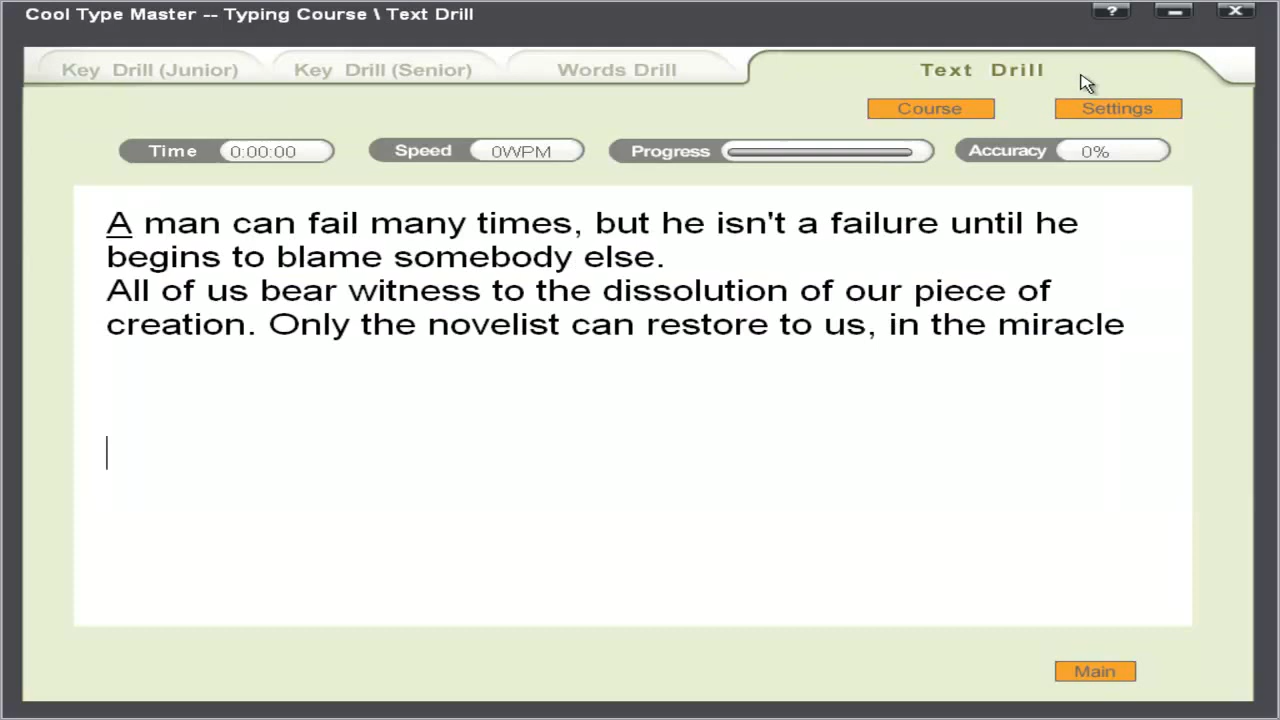 Cool Type Master -- Typing Course \ Text Drill
?
Key Drill (Junior) Key Drill (Senior) Words Drill Text Drill
Course Settings
Time 0:00:00 Speed 0WPM Progress Accuracy 0%
A man can fail many times, but he isn't a failure until he
begins to blame somebody else.
All of us bear witness to the dissolution of our piece of
creation. Only the novelist can restore to us, in the miracle
Main